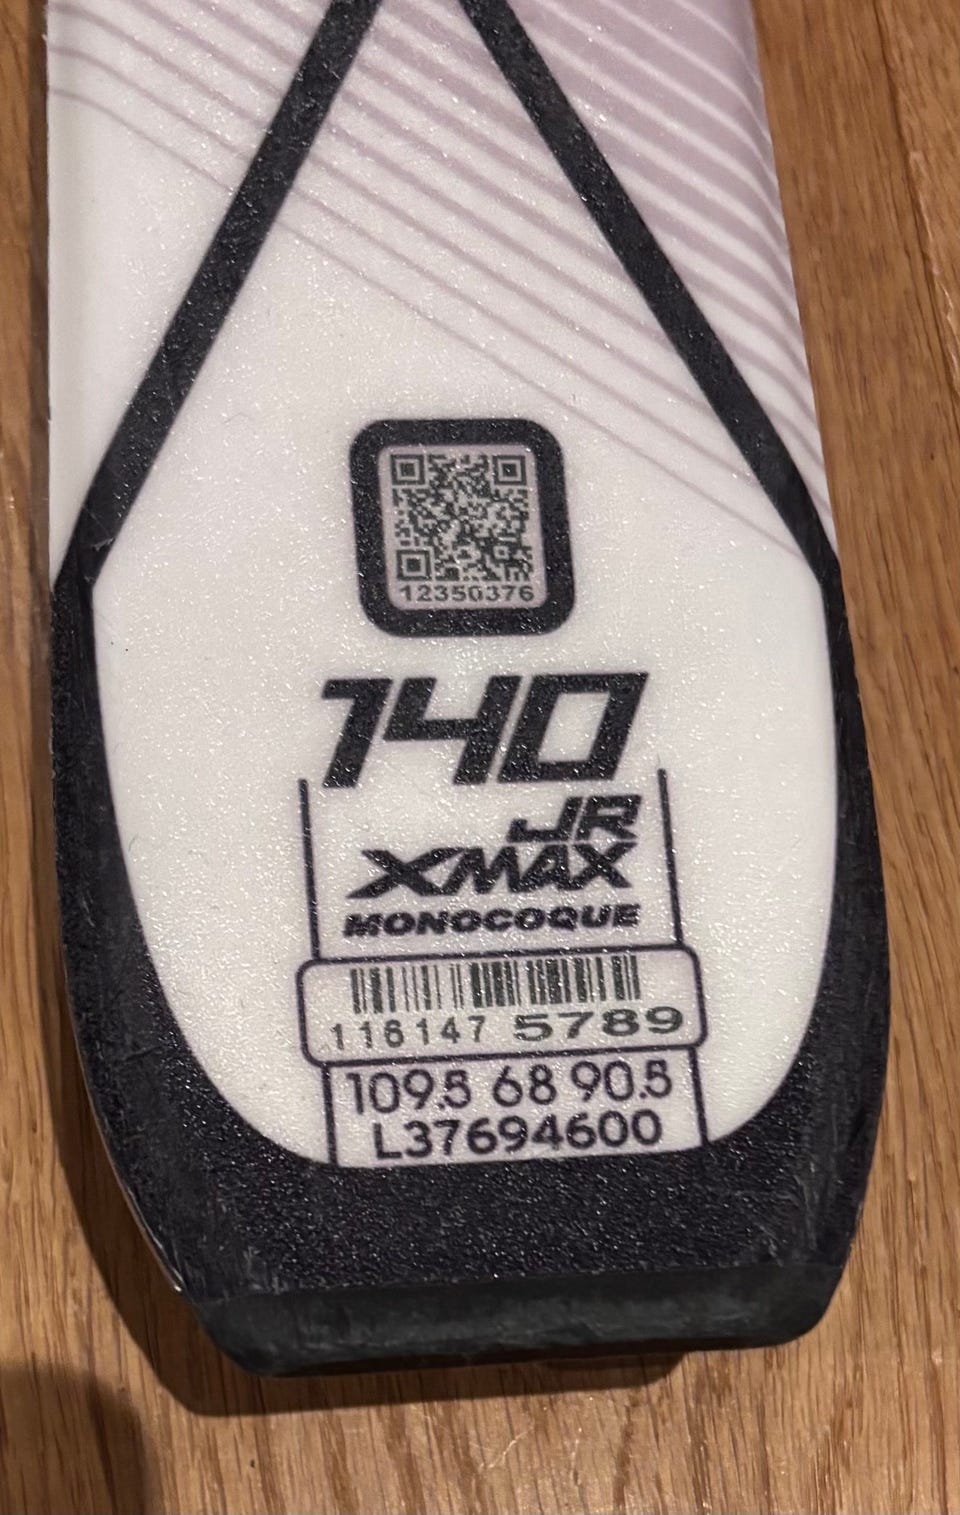 12350376
140
JR
XMAX
MONOCOQUE
116147 5789
109.5 68 90.5
L37694600